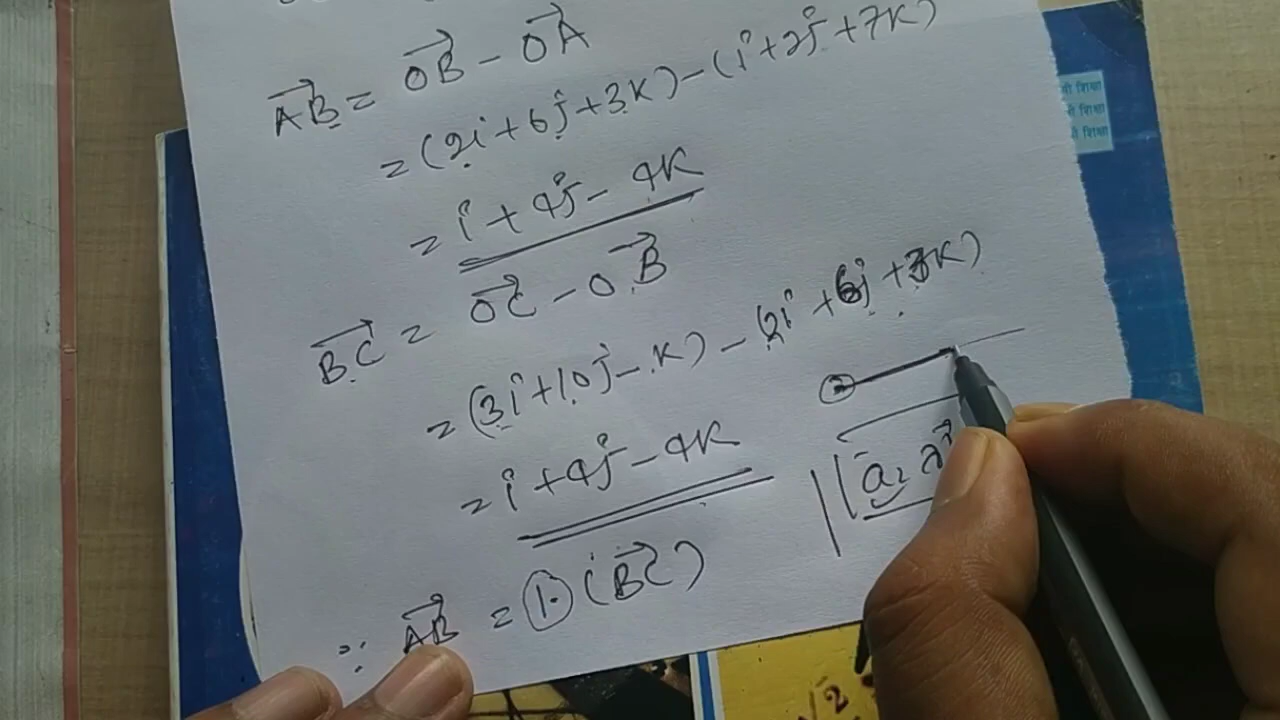 AB = OB - OA
= (2i + 6j + 3k) - (i + 2j + 7k)
= i + 4j - 4k
BC = OC - OB
= (3i + 10j - k) - (2i + 6j + 3k)
= i + 4j - 4k
∵ AB = 1. (BC)
शिक्षा
शिक्षा
शिक्षा
√2